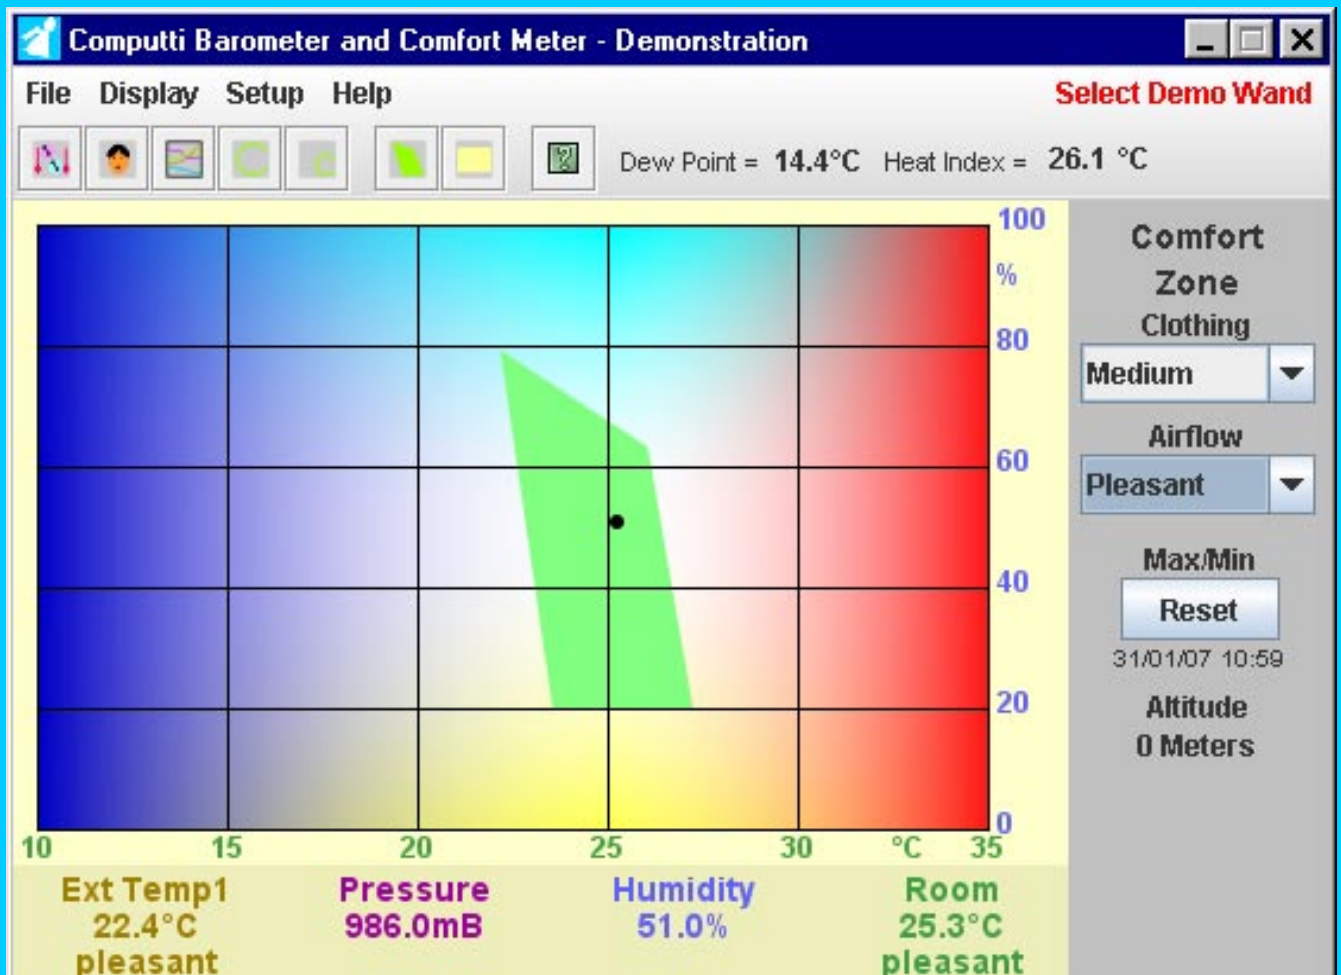 Computti Barometer and Comfort Meter - Demonstration
File Display Setup Help Select Demo Wand
Dew Point = 14.4°C Heat Index = 26.1 °C
100
%
80
60
40
20
0
10 15 20 25 30 °C 35
Comfort
Zone
Clothing
Medium
Airflow
Pleasant
Max/Min
Reset
31/01/07 10:59
Altitude
0 Meters
Ext Temp1 Pressure Humidity Room
22.4°C 986.0mB 51.0% 25.3°C
pleasant pleasant